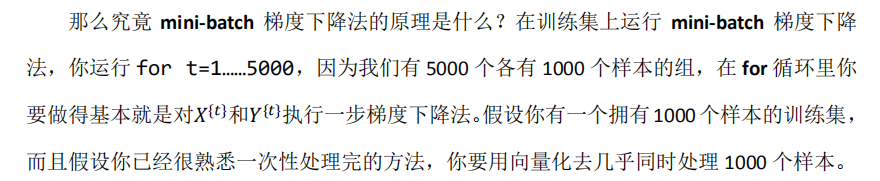 那么究竟 mini-batch 梯度下降法的原理是什么？在训练集上运行 mini-batch 梯度下降
法，你运行 for t=1……5000，因为我们有 5000 个各有 1000 个样本的组，在 for 循环里你
要做得基本就是对X^{t}和Y^{t}执行一步梯度下降法。假设你有一个拥有 1000 个样本的训练集，
而且假设你已经很熟悉一次性处理完的方法，你要用向量化去几乎同时处理 1000 个样本。